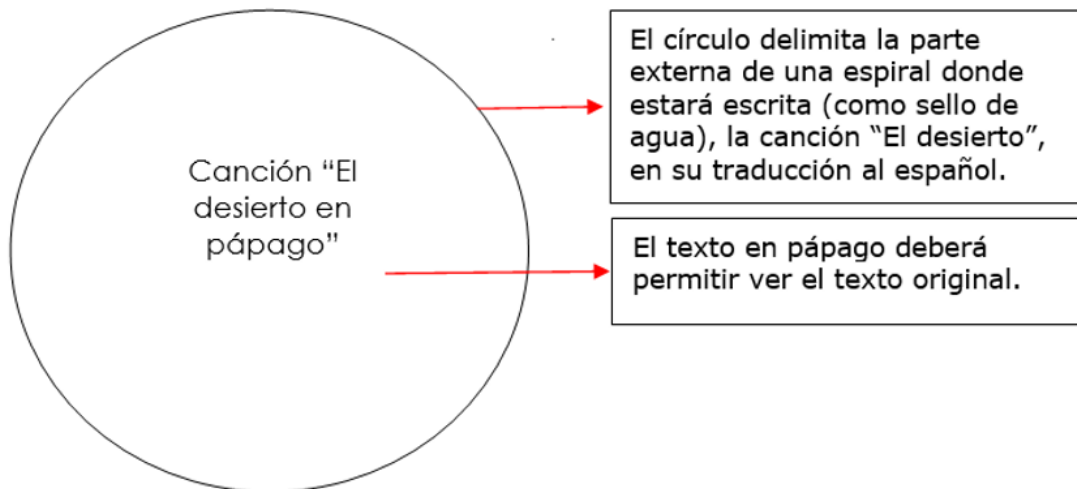 Canción “El
desierto en
pápago”
El círculo delimita la parte
externa de una espiral donde
estará escrita (como sello de
agua), la canción “El desierto”,
en su traducción al español.
El texto en pápago deberá
permitir ver el texto original.